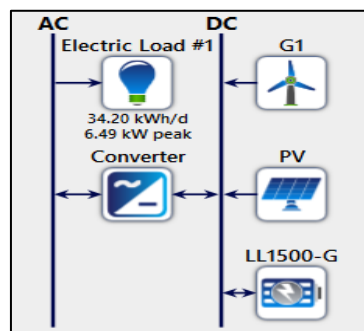 AC DC
Electric Load #1 G1
34.20 kWh/d
6.49 kW peak
Converter PV
LL1500-G